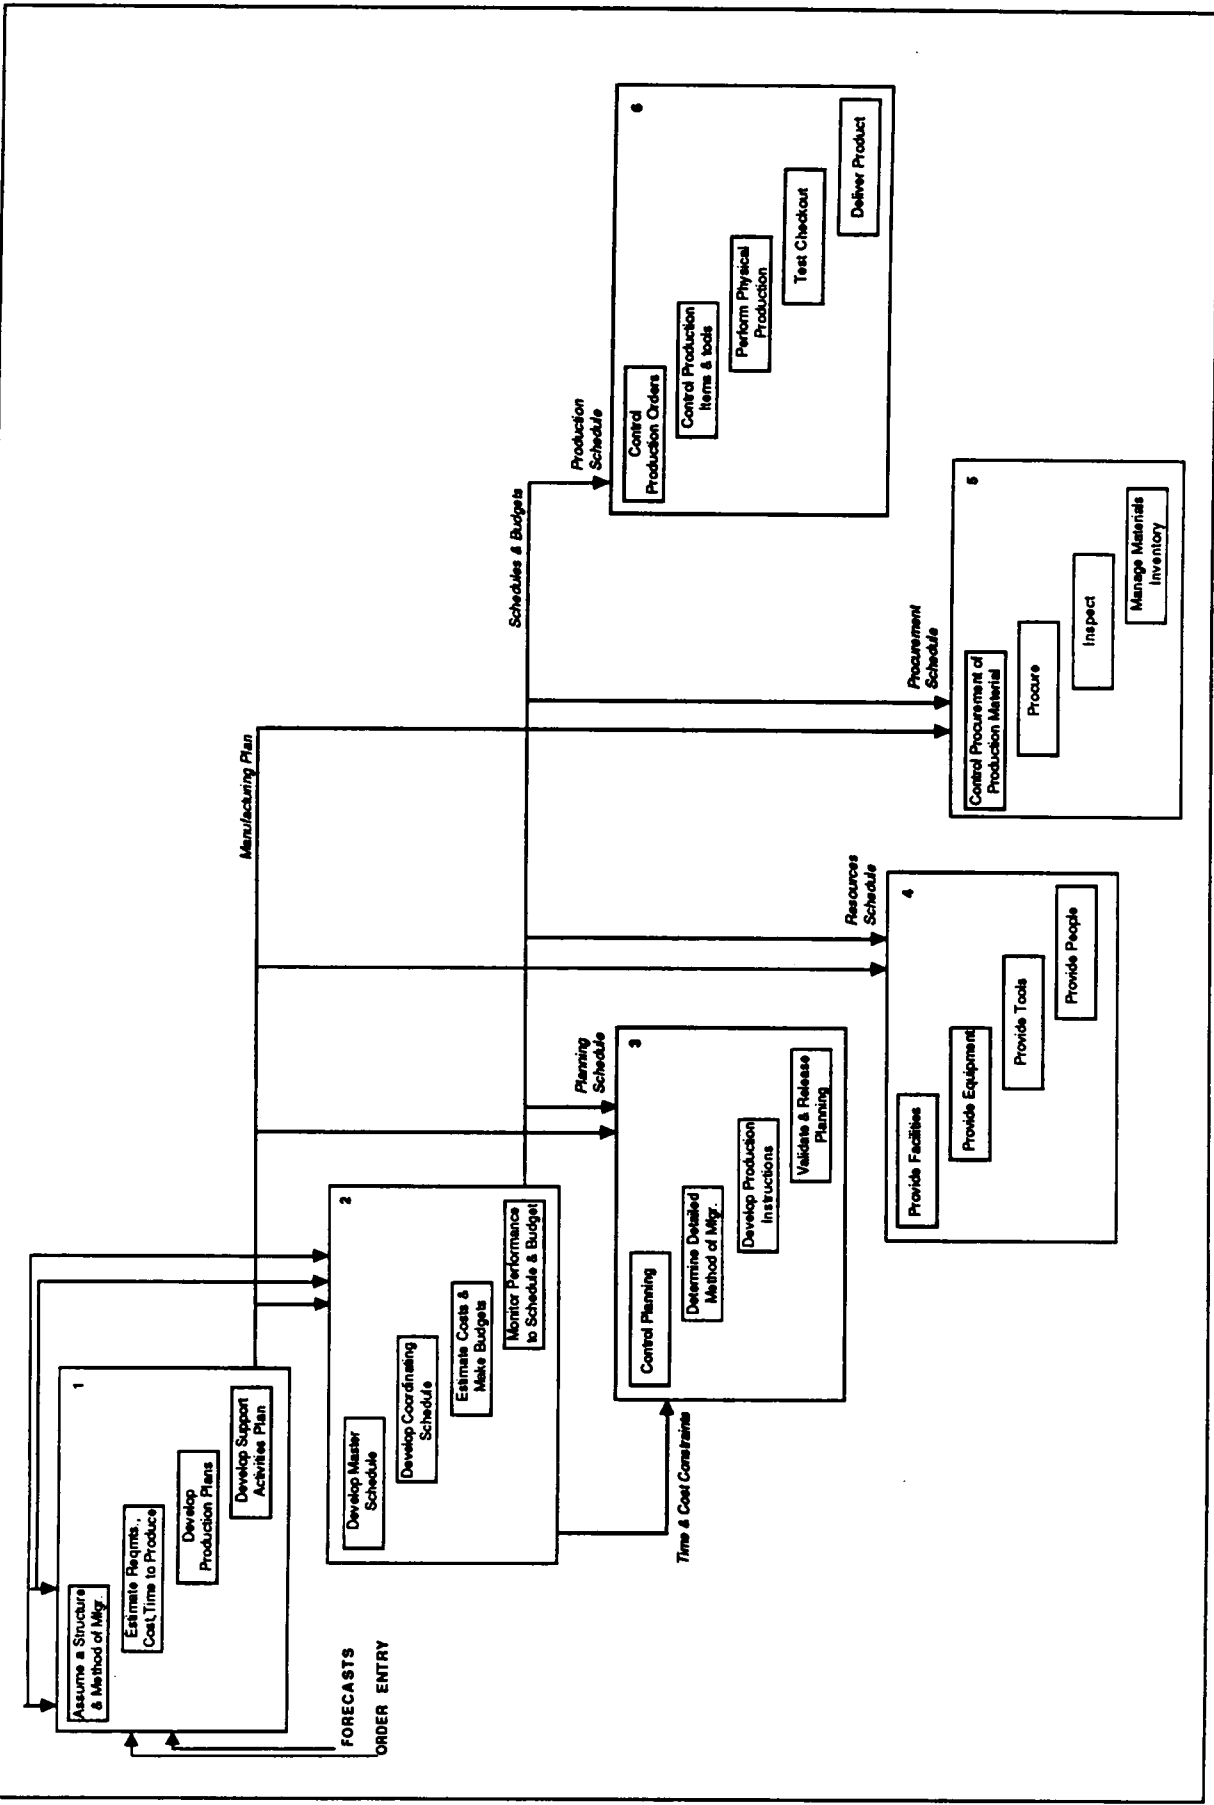 1
Assume a Structure
& Method of Mfgr.
Estimate Reqmts.,
Cost,Time to Produce
Develop
Production Plans
Develop Support
Activities Plan
FORECASTS
ORDER ENTRY
Manufacturing Plan
2
Develop Master
Schedule
Develop Coordinating
Schedule
Estimate Costs &
Make Budgets
Monitor Performance
to Schedule & Budget
Schedules & Budgets
Time & Cost Constraints
Planning
Schedule
3
Control Planning
Determine Detailed
Method of Mfgr.
Develop Production
Instructions
Validate & Release
Planning
Resources
Schedule
4
Provide Facilities
Provide Equipment
Provide Tools
Provide People
Procurement
Schedule
5
Control Procurement of
Production Material
Procure
Inspect
Manage Materials
Inventory
Production
Schedule
6
Control
Production Orders
Control Production
Items & tools
Perform Physical
Production
Test Checkout
Deliver Product